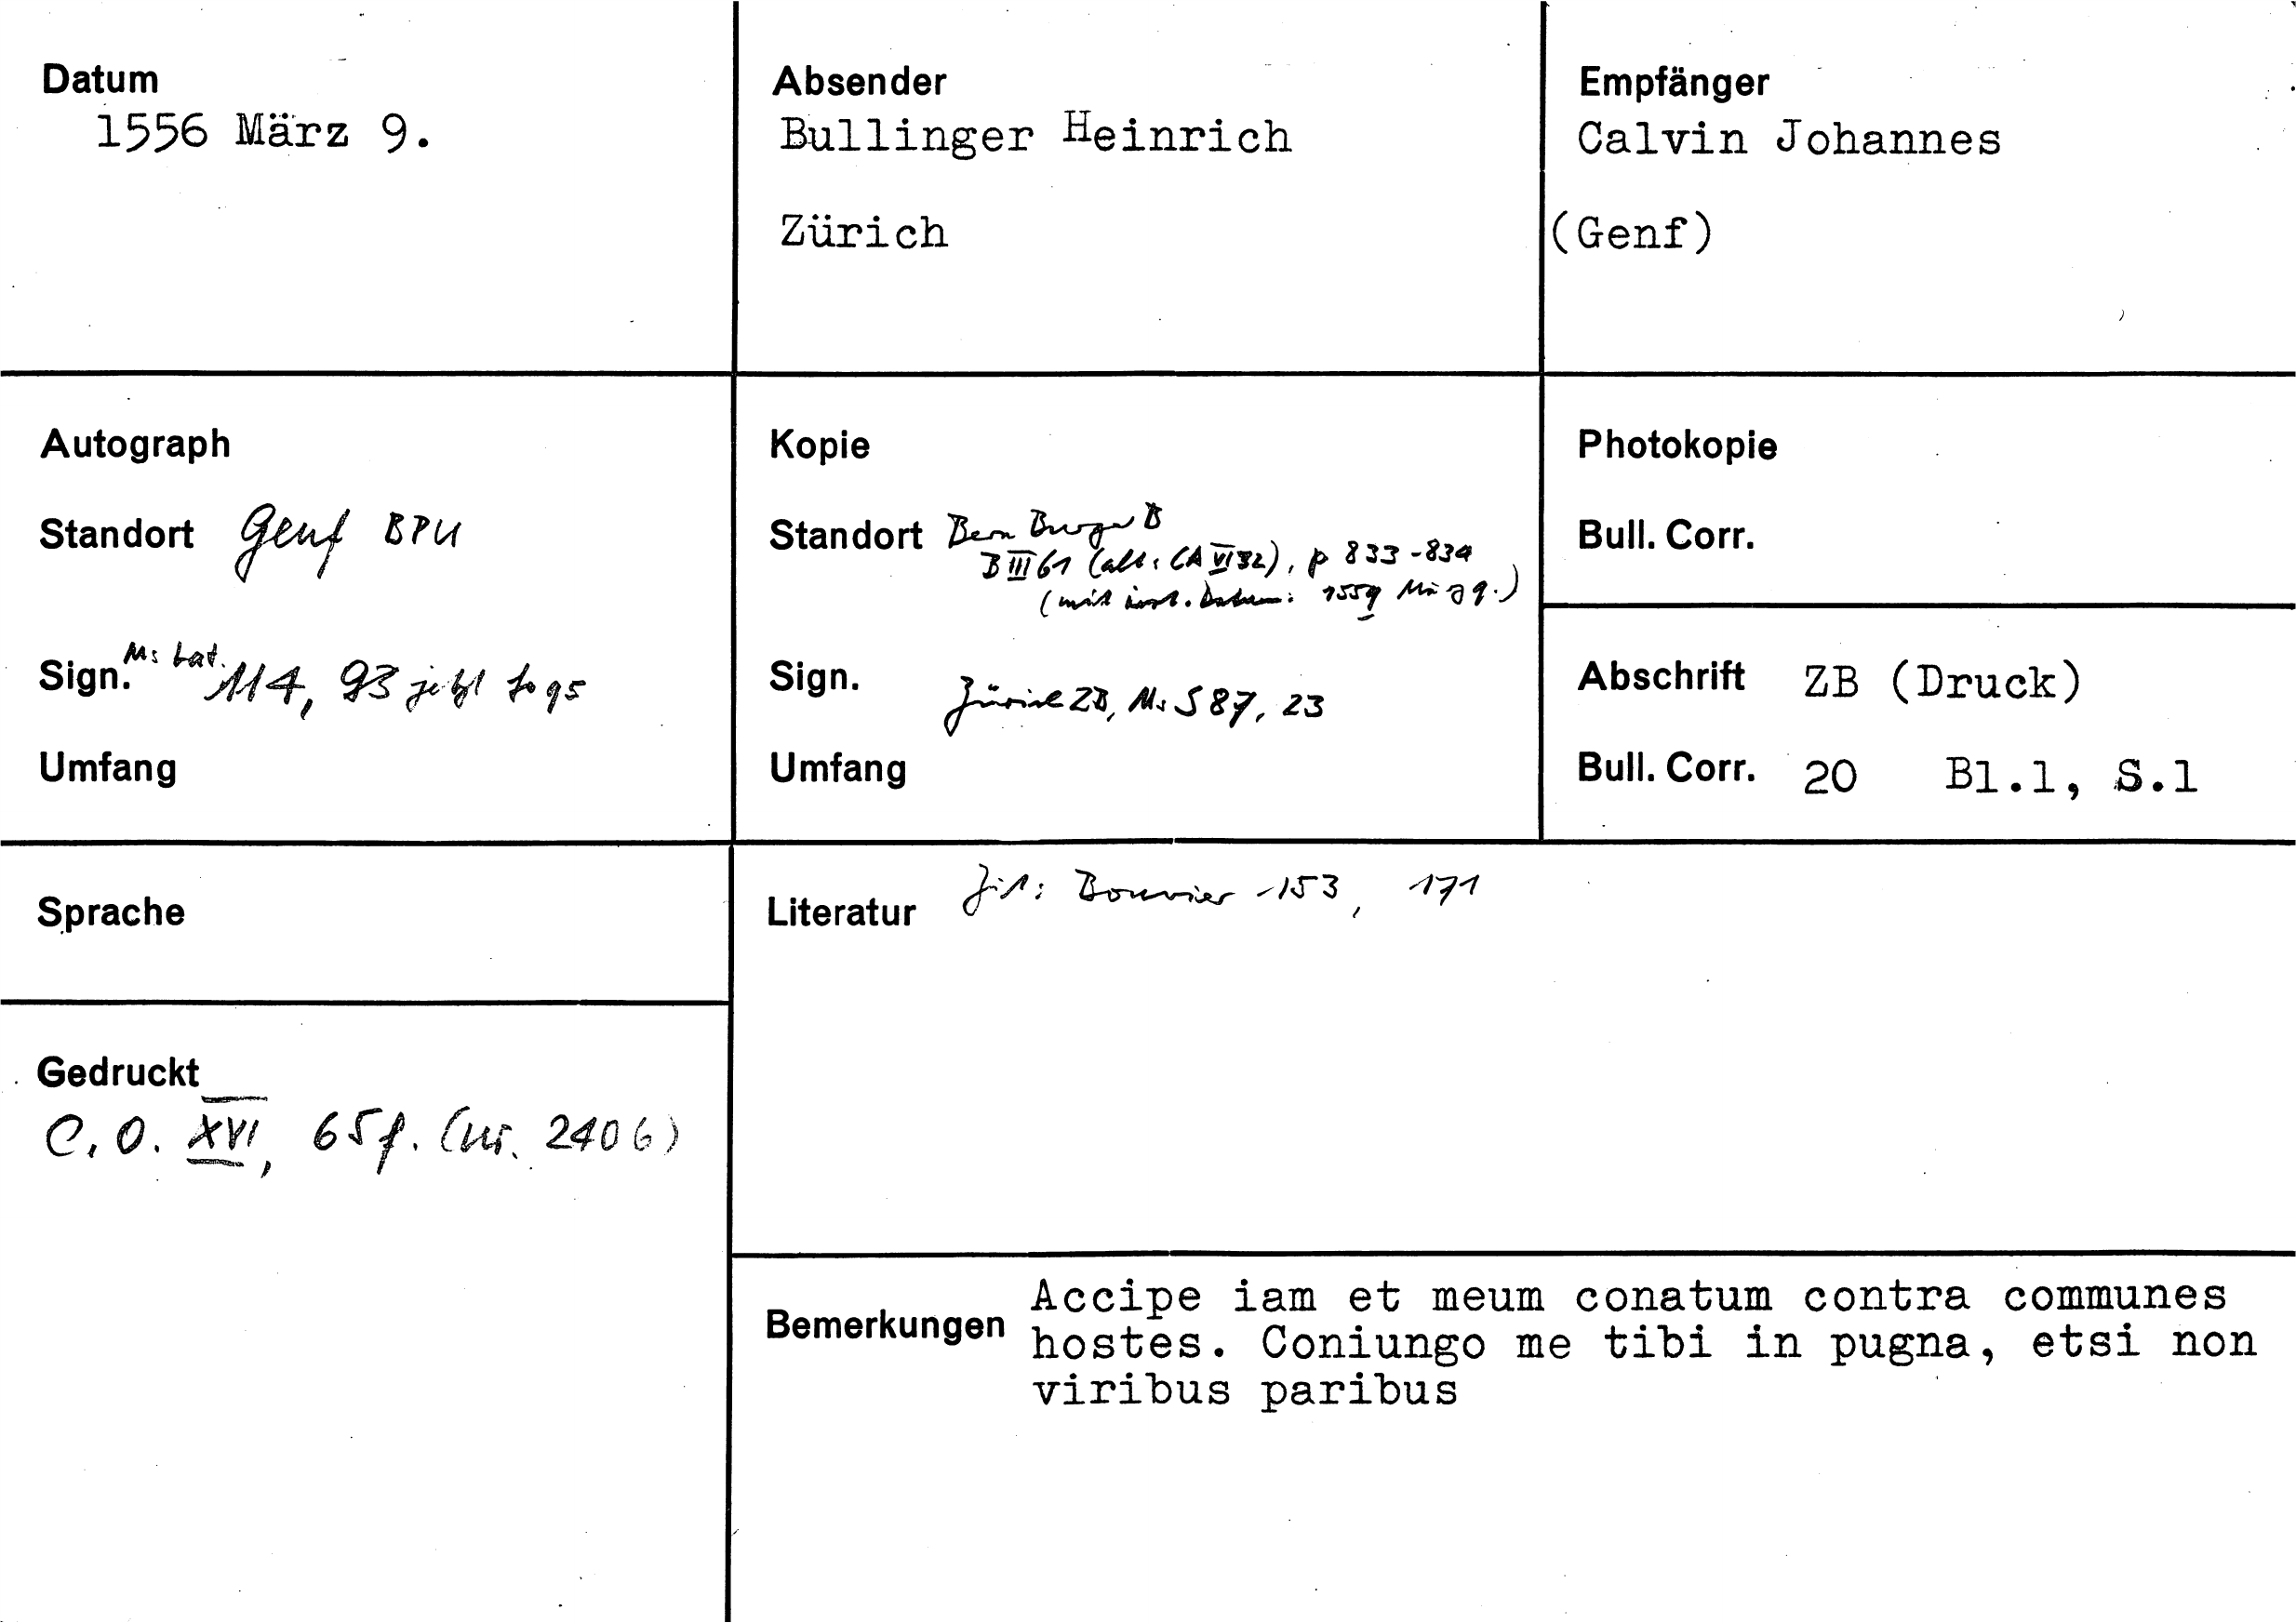 Datum
1556 März 9.
Absender
Bullinger Heinrich
Zürich
Empfänger
Calvin Johannes
(Genf)
Autograph
Standort Genf BPU
Sign. Ms Lat. 114, 93 jetzt fo 95
Umfang
Kopie
Standort Bern Burger B
B III 61 (alt: CA VI 32), p 833-834
(mit irrt. Datum: 1559 März 9.)
Sign. Zürich ZB, Ms S 87, 23
Umfang
Photokopie
Bull. Corr.
Abschrift ZB (Druck)
Bull. Corr. 20 Bl.1, S.1
Sprache
Literatur Zit: Bouvier 153, 171
Gedruckt
C. O. XVI, 65f. (Nr. 2406)
Bemerkungen Accipe iam et meum conatum contra communes
hostes. Coniungo me tibi in pugna, etsi non
viribus paribus